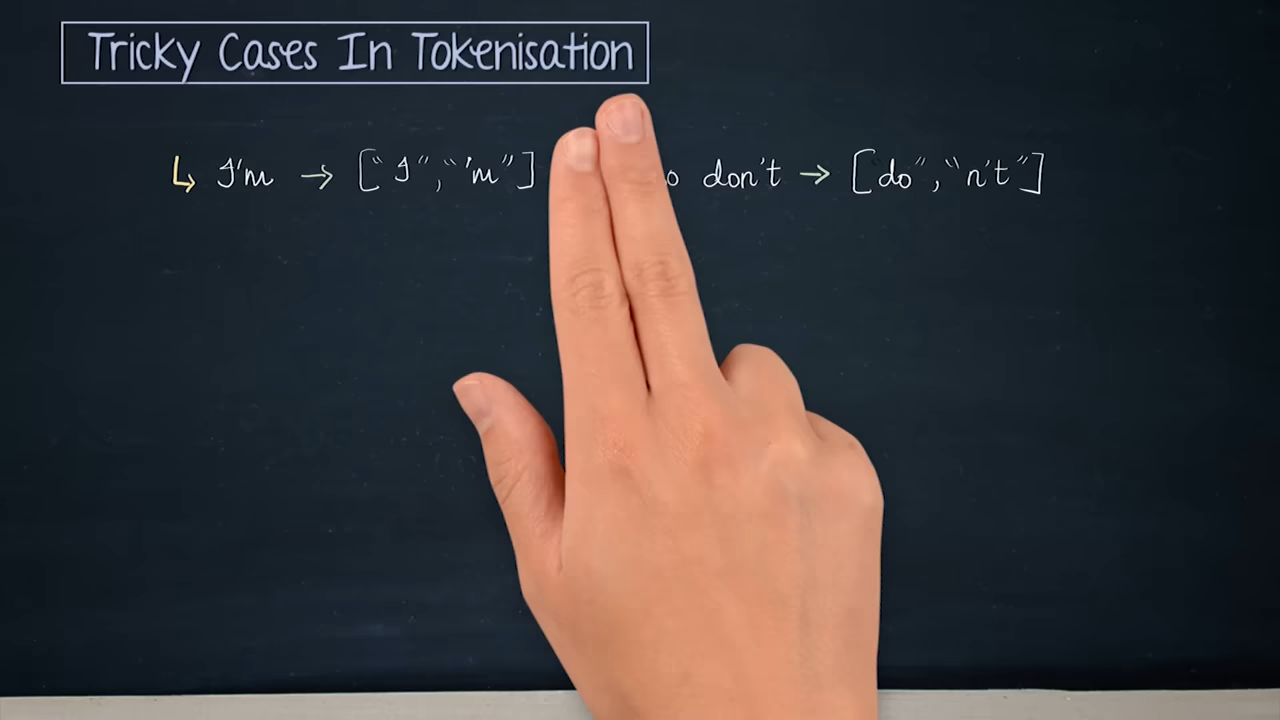 Tricky Cases In Tokenisation
↳ I'm → ["I", "'m"] don't → [do", "n't"]